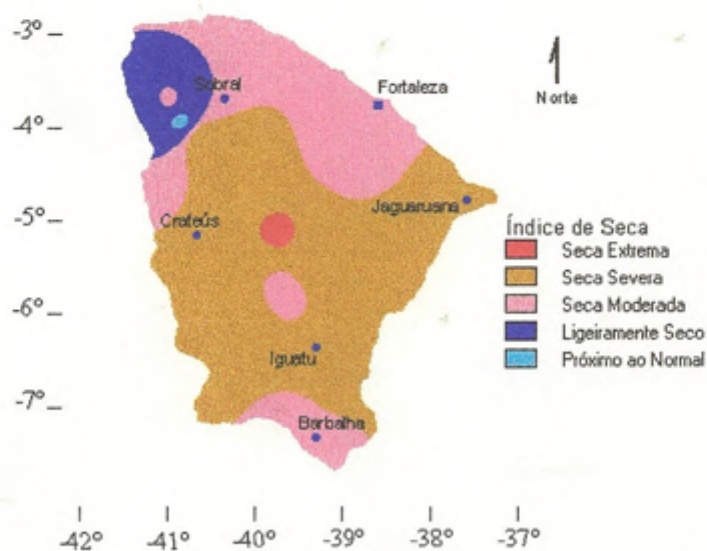 -3°
Sobral
Fortaleza
Norte
-4°
-5°
Crateús
Jaguaruana
Índice de Seca
Seca Extrema
Seca Severa
Seca Moderada
Ligeiramente Seco
Próximo ao Normal
-6°
Iguatu
-7°
Barbalha
-42° -41° -40° -39° -38° -37°